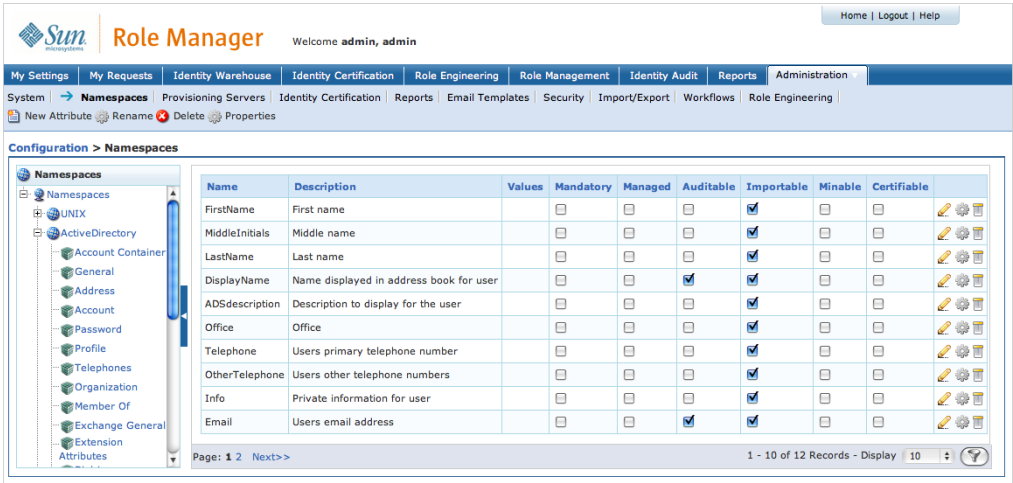 Home | Logout | Help
Sun microsystems
Role Manager
Welcome admin, admin
My Settings My Requests Identity Warehouse Identity Certification Role Engineering Role Management Identity Audit Reports Administration
System Namespaces Provisioning Servers Identity Certification Reports Email Templates Security Import/Export Workflows Role Engineering
New Attribute Rename Delete Properties
Configuration > Namespaces
Namespaces
Namespaces
UNIX
ActiveDirectory
Account Container
General
Address
Account
Password
Profile
Telephones
Organization
Member Of
Exchange General
Extension
Attributes
Name Description Values Mandatory Managed Auditable Importable Minable Certifiable
FirstName First name
MiddleInitials Middle name
LastName Last name
DisplayName Name displayed in address book for user
ADSdescription Description to display for the user
Office Office
Telephone Users primary telephone number
OtherTelephone Users other telephone numbers
Info Private information for user
Email Users email address
Page: 1 2 Next>> 1 - 10 of 12 Records - Display 10